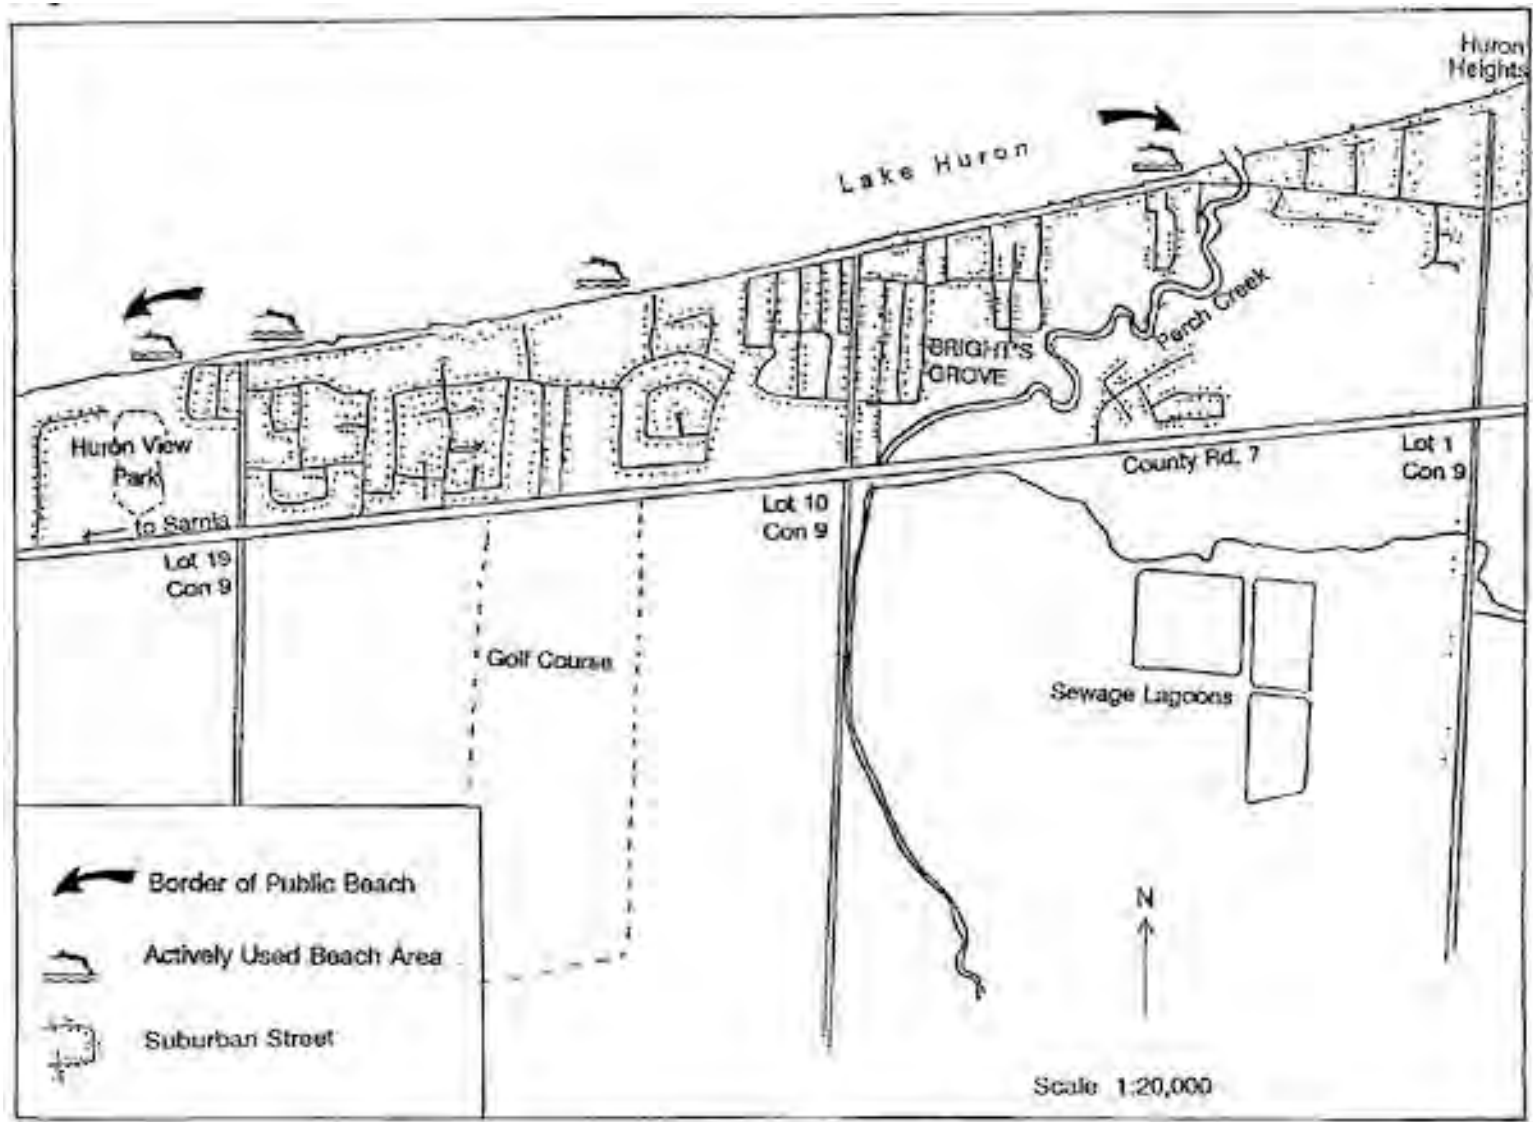 Huron
Heights
Lake Huron
Perch Creek
BRIGHT'S
GROVE
Huron View
Park
to Sarnia
County Rd. 7
Lot 1
Con 9
Lot 10
Con 9
Lot 19
Con 9
Golf Course
Sewage Lagoons
Border of Public Beach
Actively Used Beach Area
Suburban Street
N
Scale 1:20,000